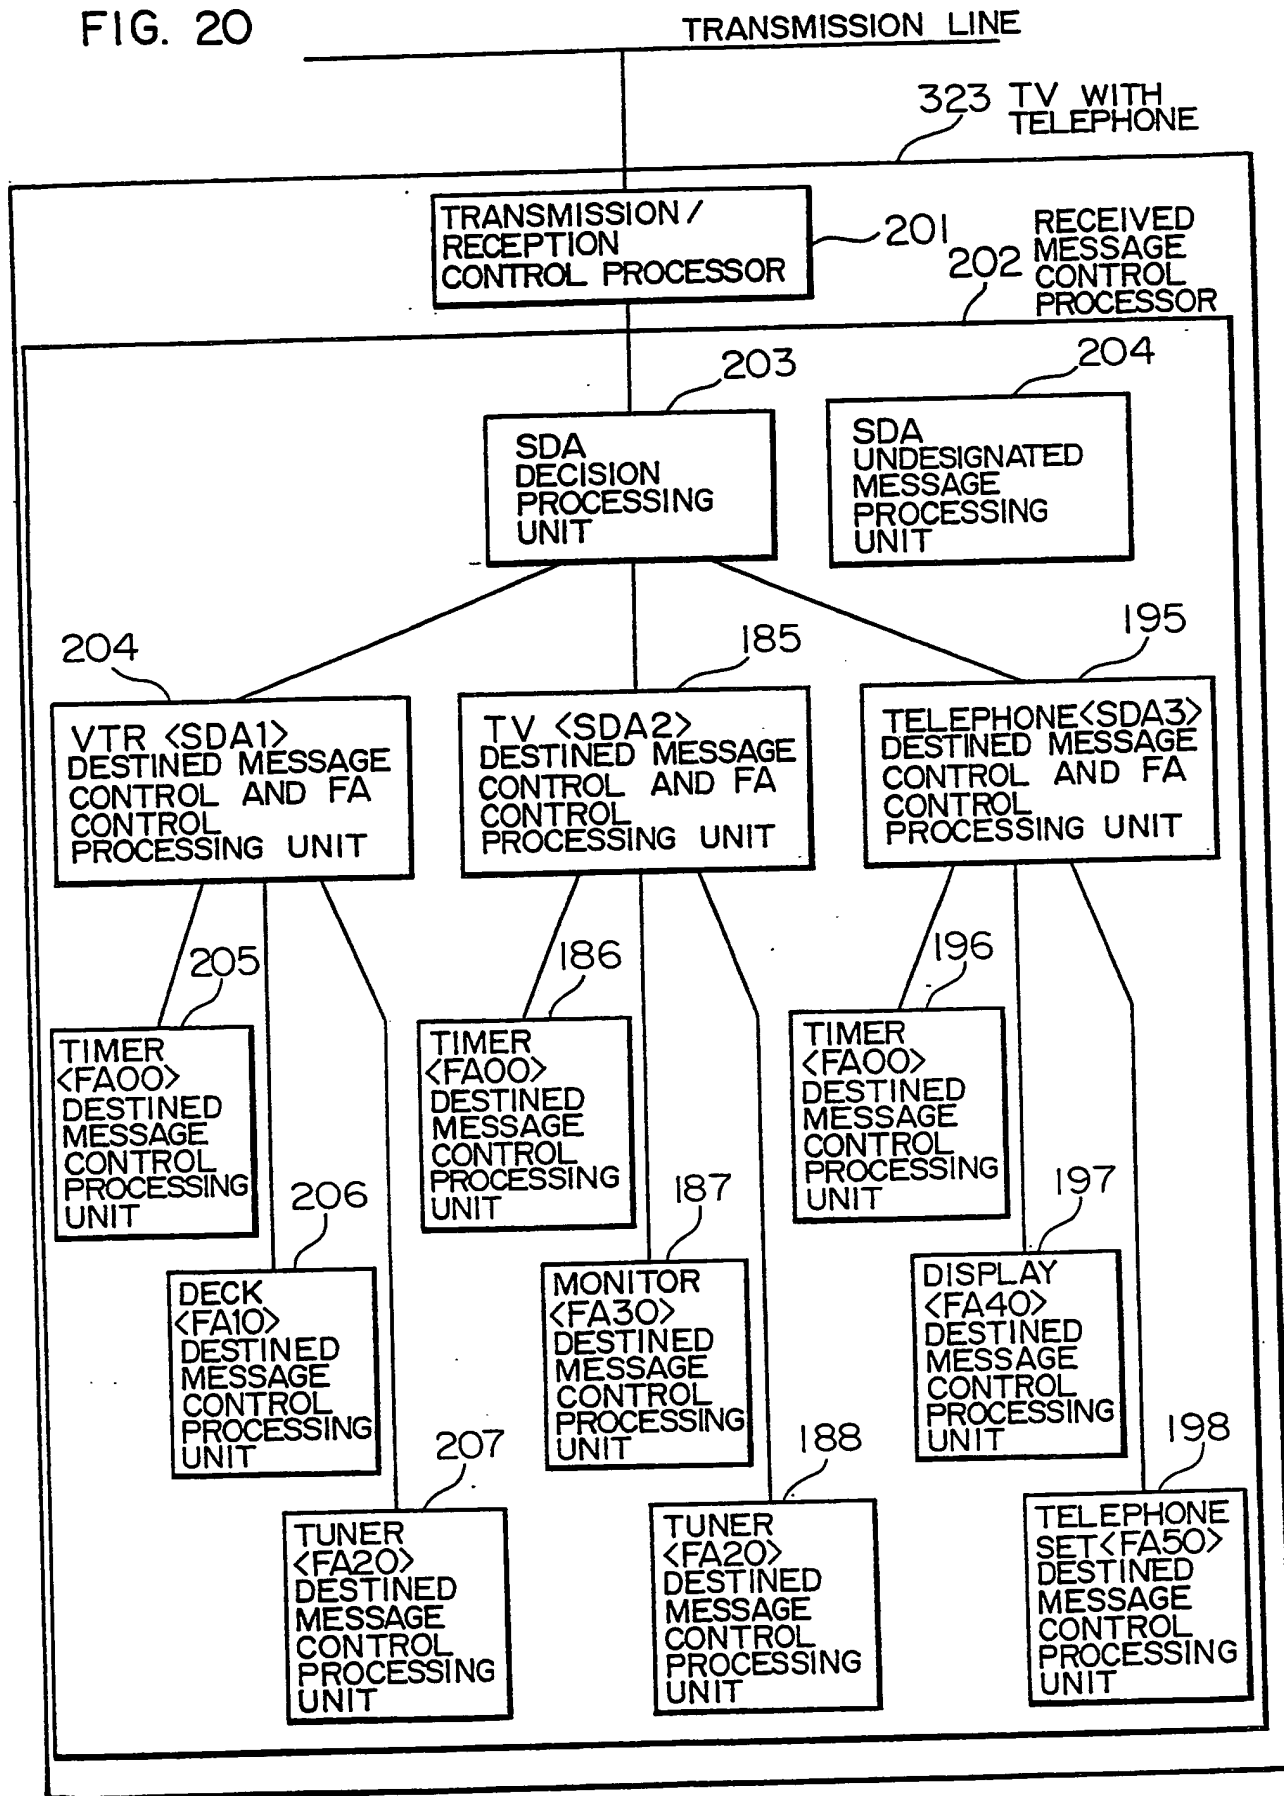 FIG. 20
TRANSMISSION LINE
323 TV WITH
TELEPHONE
TRANSMISSION /
RECEPTION
CONTROL PROCESSOR
201
202
RECEIVED
MESSAGE
CONTROL
PROCESSOR
203
204
SDA
DECISION
PROCESSING
UNIT
SDA
UNDESIGNATED
MESSAGE
PROCESSING
UNIT
204
185
195
VTR <SDA1>
DESTINED MESSAGE
CONTROL AND FA
CONTROL
PROCESSING UNIT
TV <SDA2>
DESTINED MESSAGE
CONTROL AND FA
CONTROL
PROCESSING UNIT
TELEPHONE<SDA3>
DESTINED MESSAGE
CONTROL AND FA
CONTROL
PROCESSING UNIT
205
186
196
TIMER
<FA00>
DESTINED
MESSAGE
CONTROL
PROCESSING
UNIT
TIMER
<FA00>
DESTINED
MESSAGE
CONTROL
PROCESSING
UNIT
TIMER
<FA00>
DESTINED
MESSAGE
CONTROL
PROCESSING
UNIT
206
187
197
DECK
<FA10>
DESTINED
MESSAGE
CONTROL
PROCESSING
UNIT
MONITOR
<FA30>
DESTINED
MESSAGE
CONTROL
PROCESSING
UNIT
DISPLAY
<FA40>
DESTINED
MESSAGE
CONTROL
PROCESSING
UNIT
207
188
198
TUNER
<FA20>
DESTINED
MESSAGE
CONTROL
PROCESSING
UNIT
TUNER
<FA20>
DESTINED
MESSAGE
CONTROL
PROCESSING
UNIT
TELEPHONE
SET<FA50>
DESTINED
MESSAGE
CONTROL
PROCESSING
UNIT